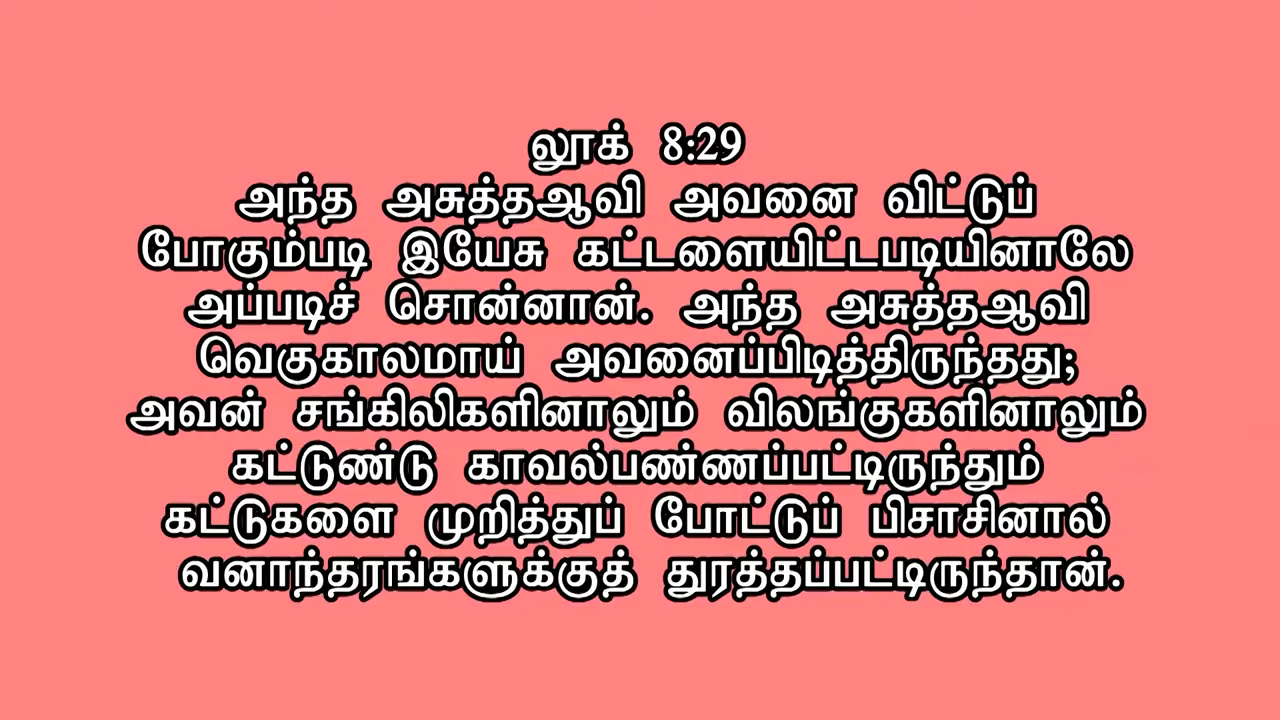 லூக் 8:29
அந்த அசுத்தஆவி அவனை விட்டுப்
போகும்படி இயேசு கட்டளையிட்டபடியினாலே
அப்படிச் சொன்னான். அந்த அசுத்தஆவி
வெகுகாலமாய் அவனைப்பிடித்திருந்தது;
அவன் சங்கிலிகளினாலும் விலங்குகளினாலும்
கட்டுண்டு காவல்பண்ணப்பட்டிருந்தும்
கட்டுகளை முறித்துப் போட்டுப் பிசாசினால்
வனாந்தரங்களுக்குத் துரத்தப்பட்டிருந்தான்.